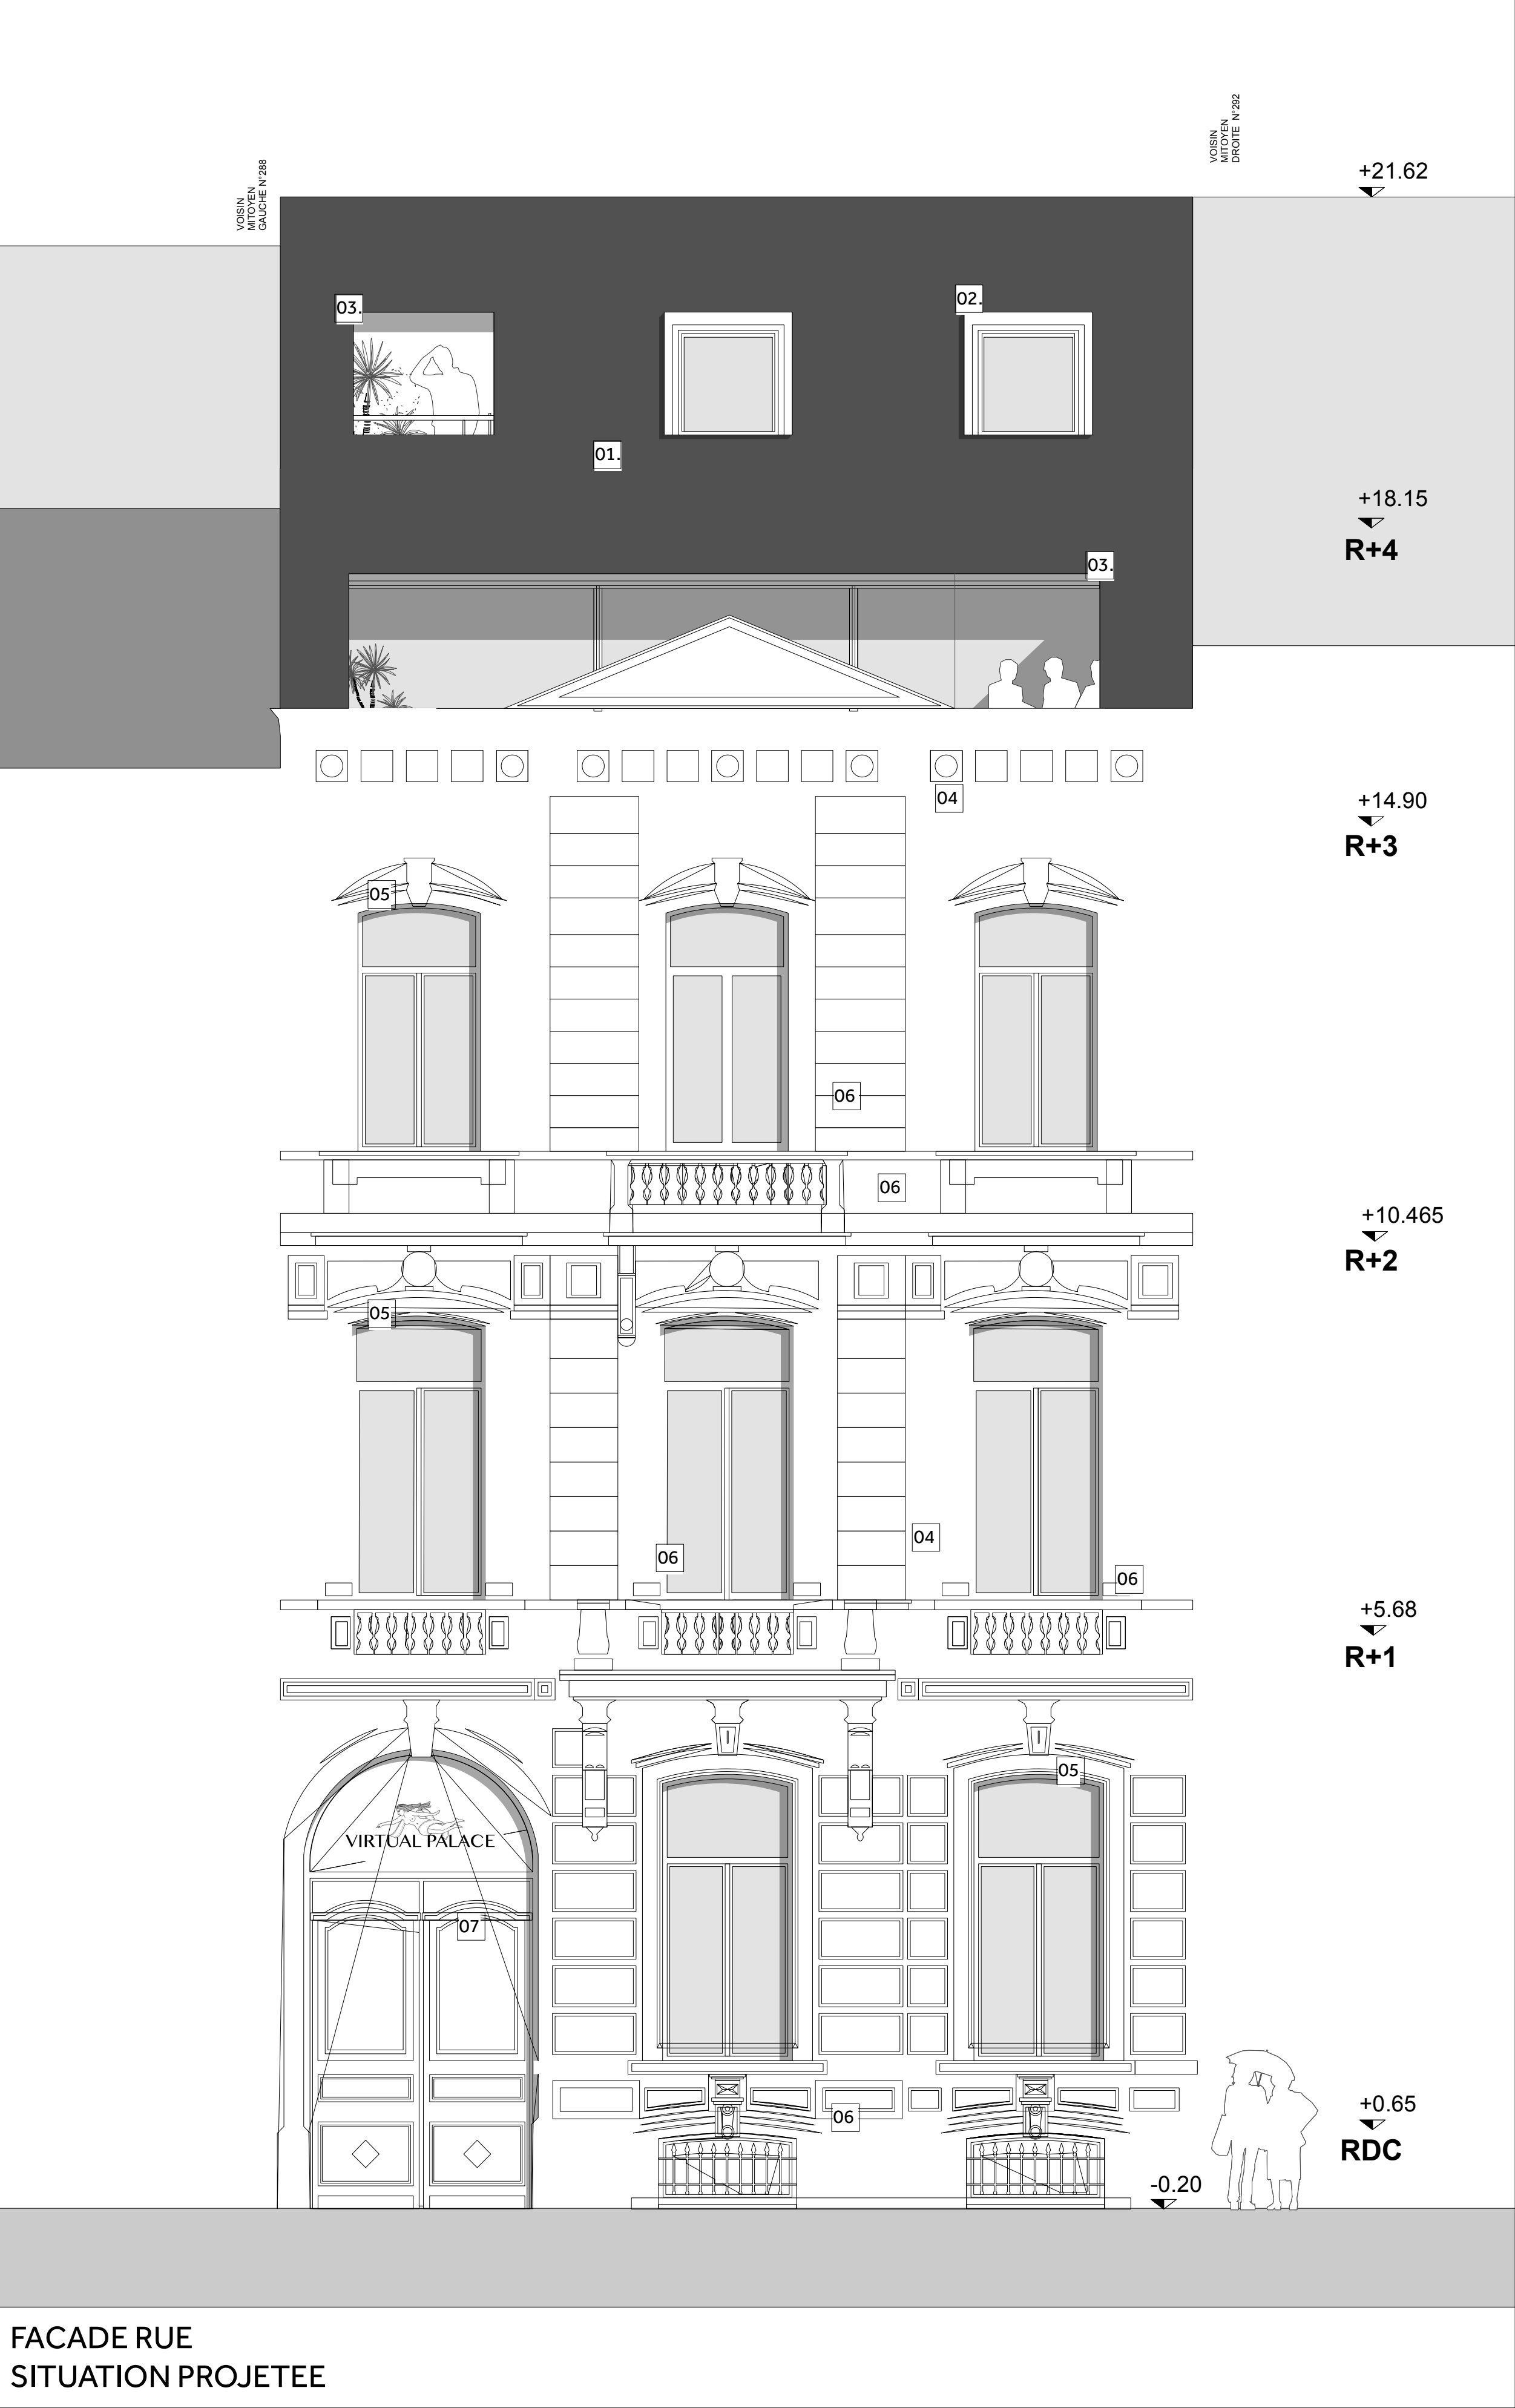 VOISIN
MITOYEN
DROITE N°292
VOISIN
MITOYEN
GAUCHE N°288
+21.62
03.
02.
01.
+18.15
R+4
03.
04
+14.90
R+3
05
06
06
+10.465
R+2
05
04
06
06
+5.68
R+1
05
VIRTUAL PALACE
07
06
+0.65
RDC
-0.20
FACADE RUE
SITUATION PROJETEE